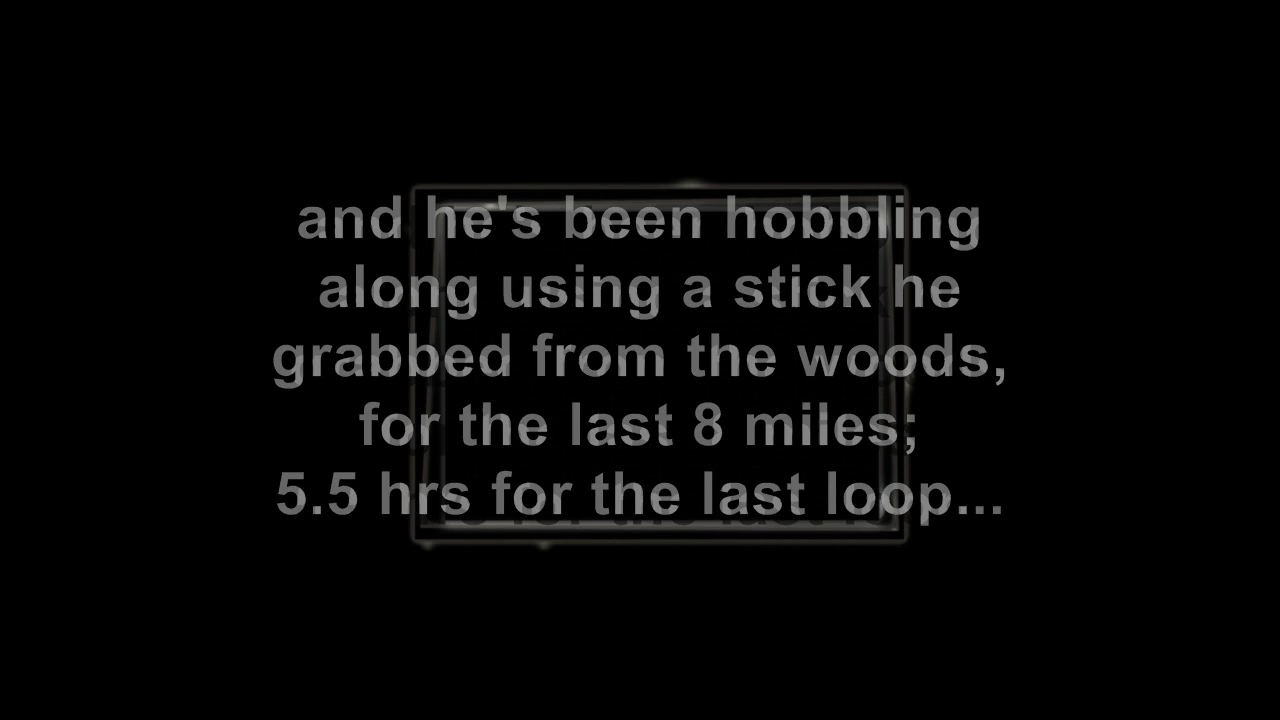 and he's been hobbling
along using a stick he
grabbed from the woods,
for the last 8 miles;
5.5 hrs for the last loop...